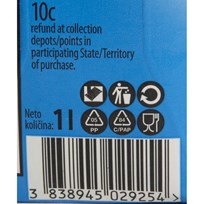 10c
refund at collection
depots/points in
participating State/Territory
of purchase.
Neto
količina: 1 l
05
PP
84
C/PAP
3 838945 029254 >